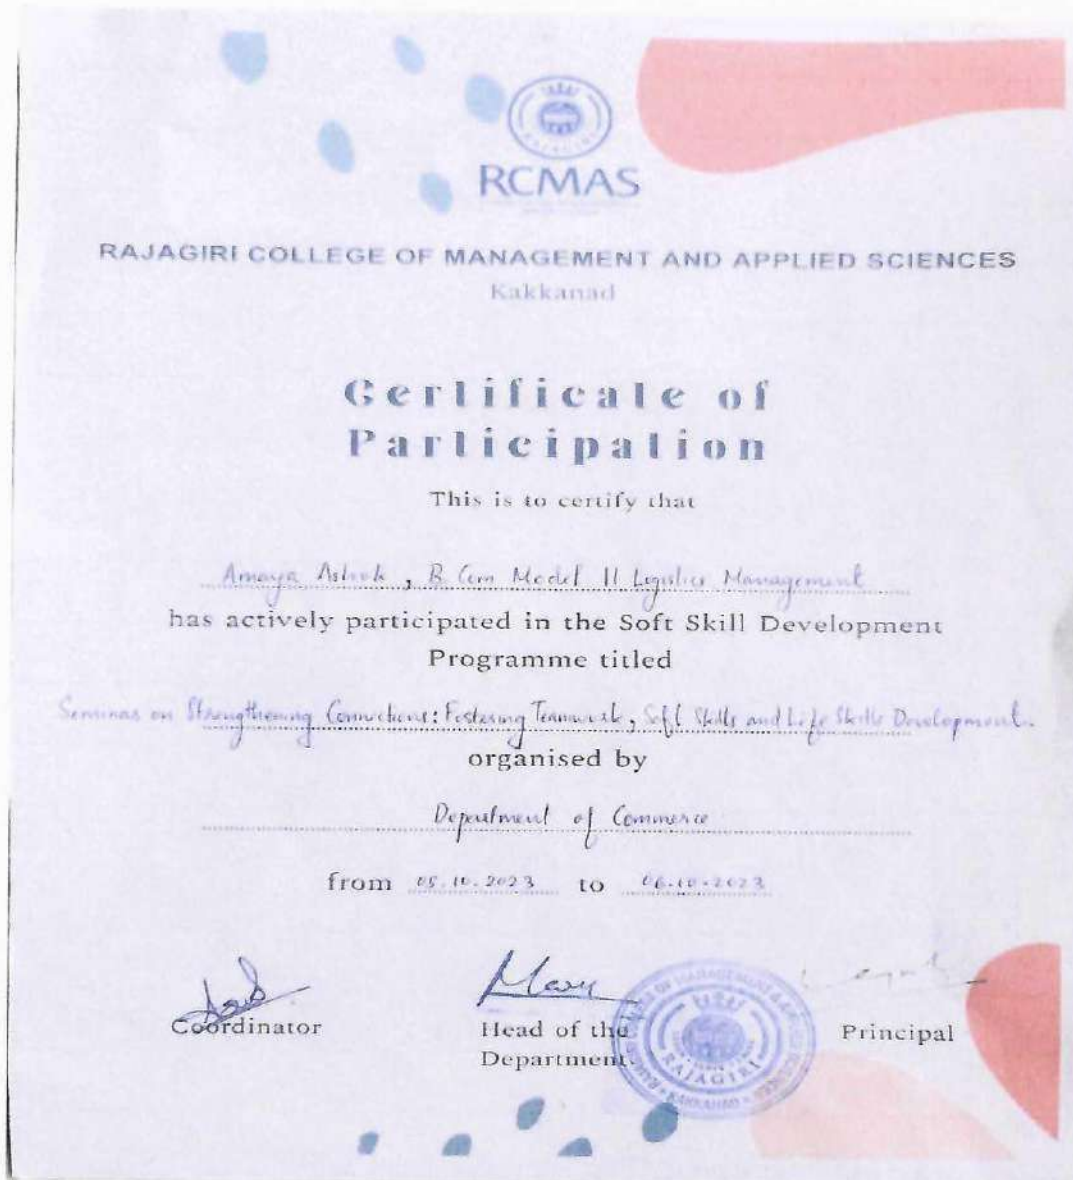 RAJAGIRI
RCMAS
RAJAGIRI COLLEGE OF MANAGEMENT AND APPLIED SCIENCES
Kakkanad
Certificate of
Participation
This is to certify that
Amaya Ashok, B. Com Model II Logistics Management
has actively participated in the Soft Skill Development
Programme titled
Seminar on Strengthening Connections: Fostering Teamwork, Soft Skills and Life Skills Development.
organised by
Department of Commerce
from 05.10.2023 to 06.10.2023
Coordinator
Head of the
Department
Principal
RAJAGIRI
KAKKANAD